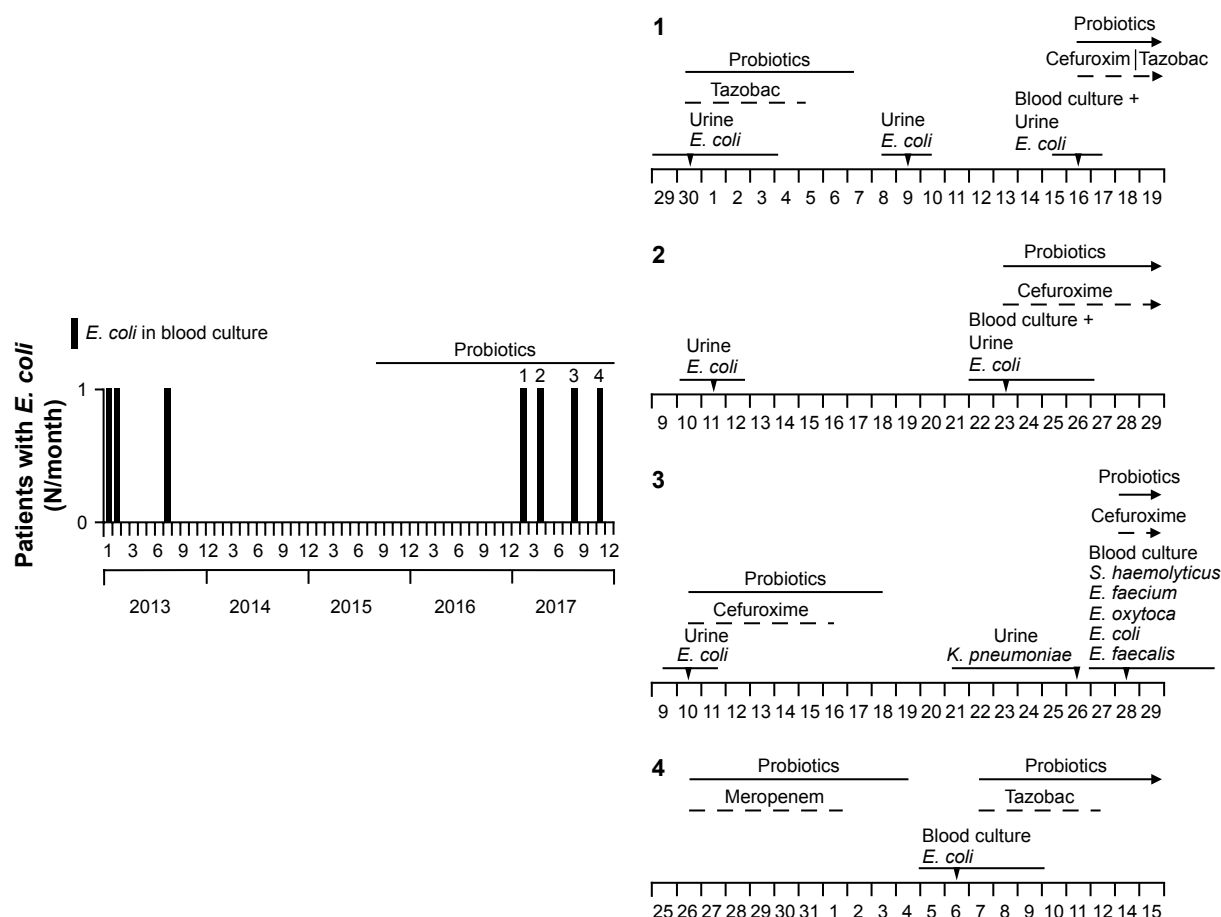 E. coli in blood culture
Probiotics
1 2 3 4
Patients with E. coli
(N/month)
1
0
1 3 6 9 12 3 6 9 12 3 6 9 12 3 6 9 12 3 6 9 12
2013 2014 2015 2016 2017
1
Probiotics
Cefuroxim Tazobac
Probiotics
Tazobac
Blood culture +
Urine
E. coli
Urine
E. coli
Urine
E. coli
29 30 1 2 3 4 5 6 7 8 9 10 11 12 13 14 15 16 17 18 19
2
Probiotics
Cefuroxime
Blood culture +
Urine
E. coli
Urine
E. coli
9 10 11 12 13 14 15 16 17 18 19 20 21 22 23 24 25 26 27 28 29
3
Probiotics
Cefuroxime
Blood culture
S. haemolyticus
E. faecium
E. oxytoca
E. coli
E. faecalis
Probiotics
Cefuroxime
Urine
E. coli
Urine
K. pneumoniae
9 10 11 12 13 14 15 16 17 18 19 20 21 22 23 24 25 26 27 28 29
4
Probiotics
Meropenem
Probiotics
Tazobac
Blood culture
E. coli
25 26 27 28 29 30 31 1 2 3 4 5 6 7 8 9 10 11 12 14 15